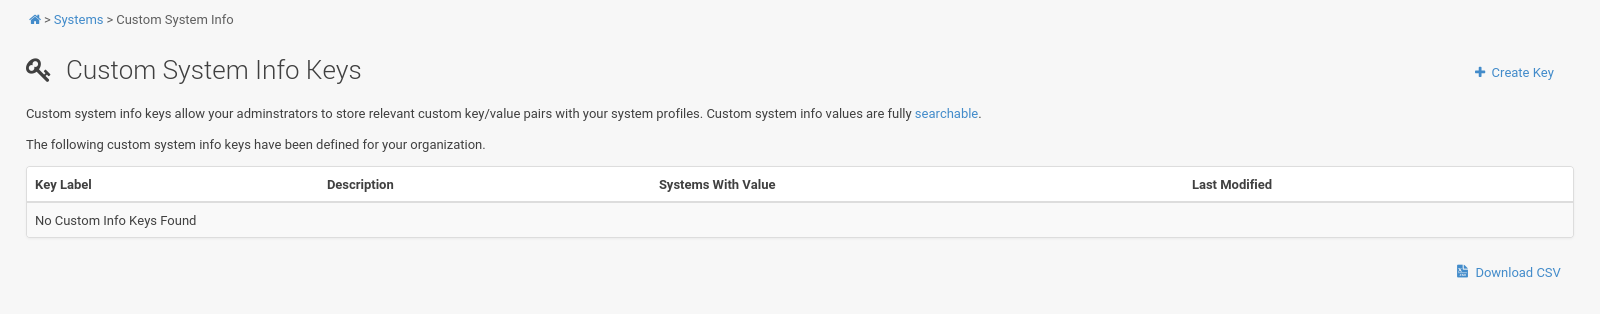 > Systems > Custom System Info
Custom System Info Keys
Create Key
Custom system info keys allow your adminstrators to store relevant custom key/value pairs with your system profiles. Custom system info values are fully searchable.
The following custom system info keys have been defined for your organization.
Key Label Description Systems With Value Last Modified
No Custom Info Keys Found
Download CSV